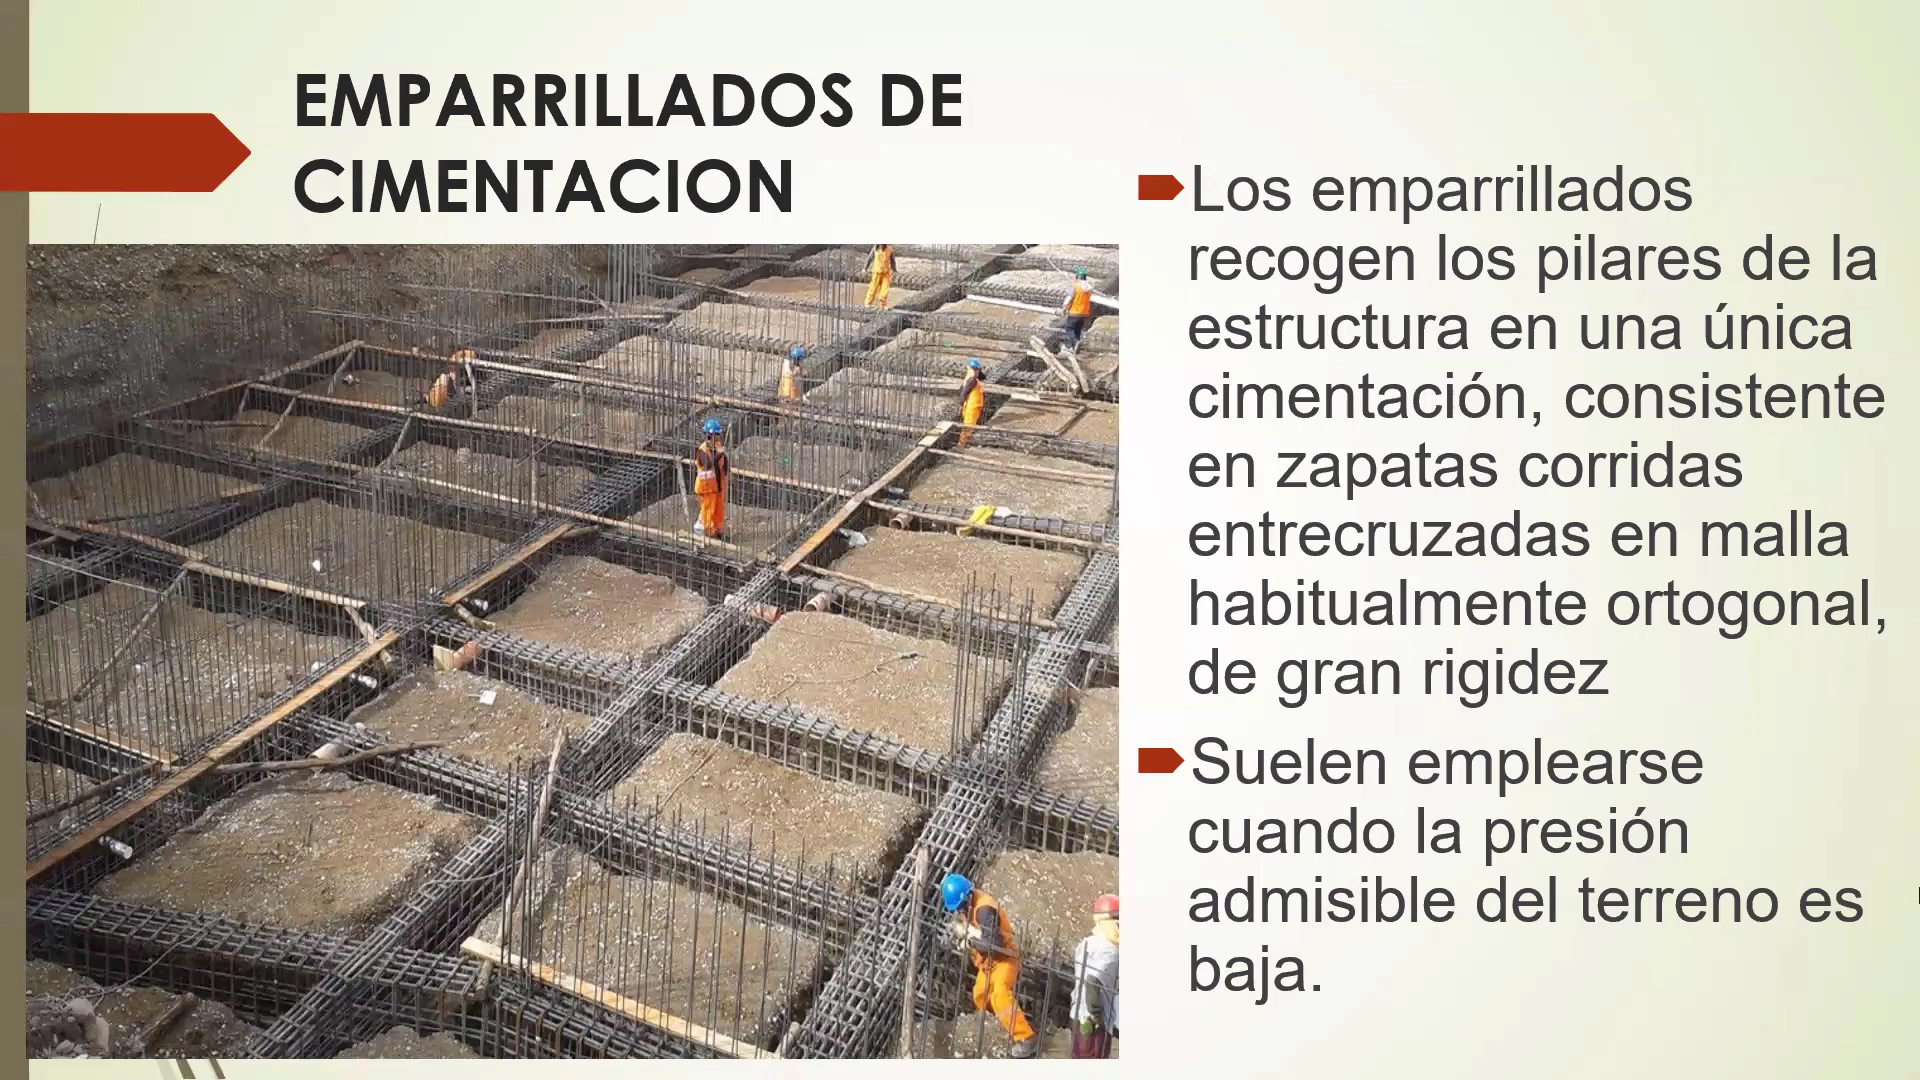 EMPARRILLADOS DE
CIMENTACION
Los emparrillados
recogen los pilares de la
estructura en una única
cimentación, consistente
en zapatas corridas
entrecruzadas en malla
habitualmente ortogonal,
de gran rigidez
Suelen emplearse
cuando la presión
admisible del terreno es
baja.